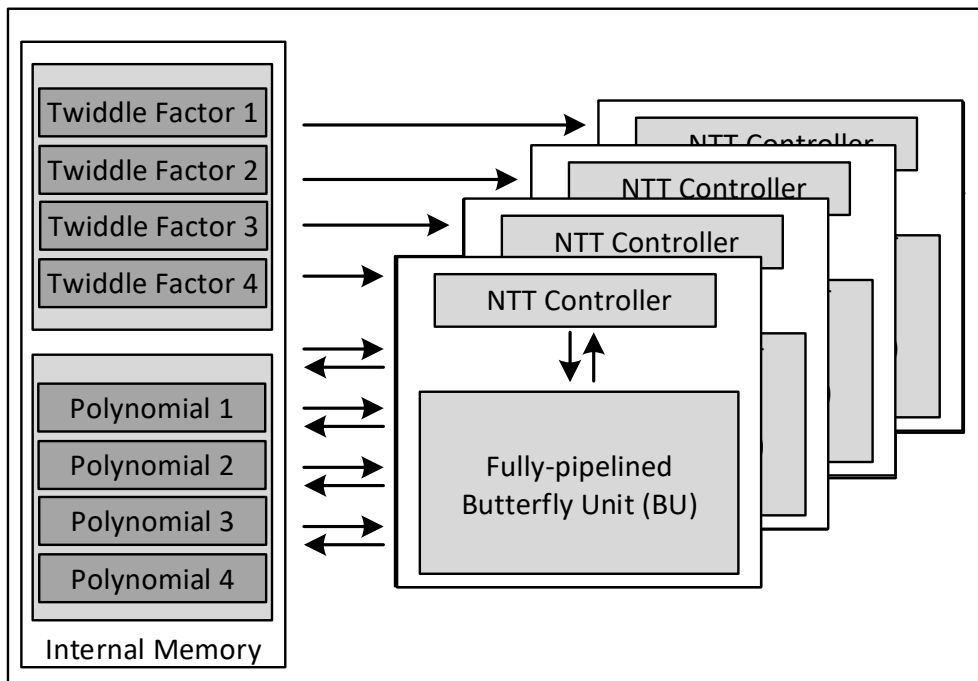 Twiddle Factor 1
Twiddle Factor 2
Twiddle Factor 3
Twiddle Factor 4
Polynomial 1
Polynomial 2
Polynomial 3
Polynomial 4
Internal Memory
NTT Controller
NTT Controller
NTT Controller
NTT Controller
Fully-pipelined
Butterfly Unit (BU)